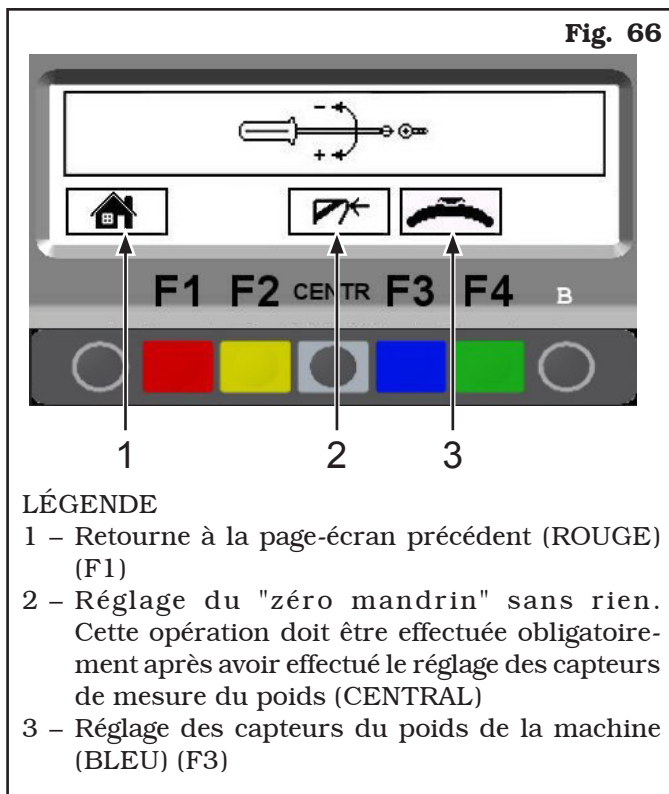 Fig. 66
F1 F2 CENTR F3 F4 B
1 2 3
LÉGENDE
1 – Retourne à la page-écran précédent (ROUGE)
(F1)
2 – Réglage du "zéro mandrin" sans rien.
Cette opération doit être effectuée obligatoire-
ment après avoir effectué le réglage des capteurs
de mesure du poids (CENTRAL)
3 – Réglage des capteurs du poids de la machine
(BLEU) (F3)